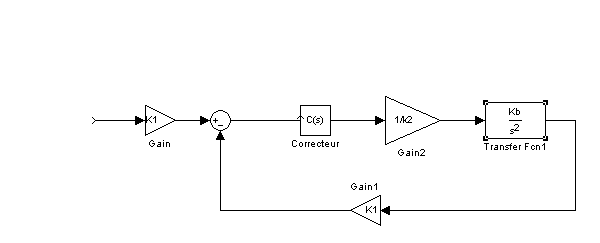 K1
Gain
+
_
C(s)
Correcteur
1/k2
Gain2
Kb
s2
Transfer Fcn1
Gain1
K1